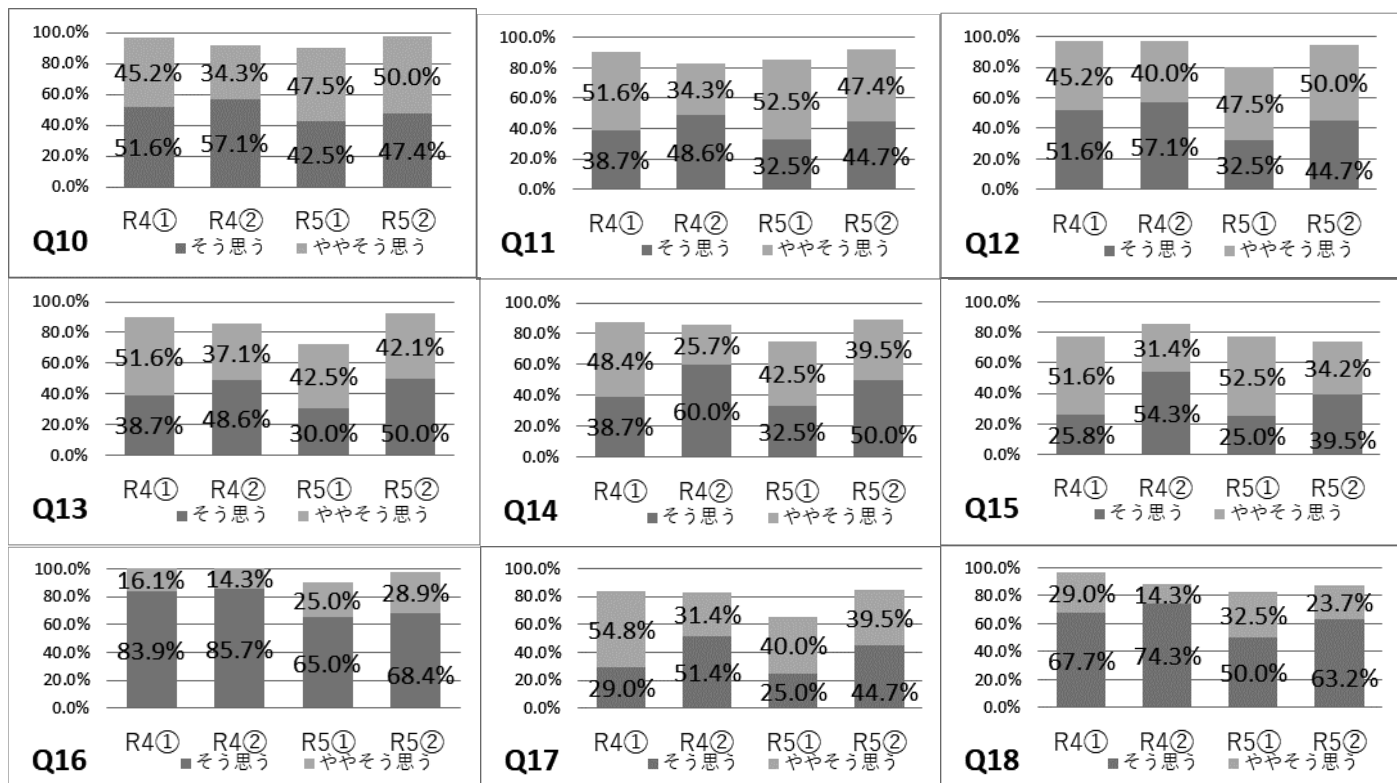 100.0%
80.0%
60.0%
40.0%
20.0%
0.0%
45.2% 34.3% 47.5% 50.0%
51.6% 57.1% 42.5% 47.4%
R4① R4② R5① R5②
Q10
■そう思う ■ややそう思う
100.0%
80.0%
60.0%
40.0%
20.0%
0.0%
51.6% 34.3% 52.5% 47.4%
38.7% 48.6% 32.5% 44.7%
R4① R4② R5① R5②
Q11
■そう思う ■ややそう思う
100.0%
80.0%
60.0%
40.0%
20.0%
0.0%
45.2% 40.0% 47.5% 50.0%
51.6% 57.1% 32.5% 44.7%
R4① R4② R5① R5②
Q12
■そう思う ■ややそう思う
100.0%
80.0%
60.0%
40.0%
20.0%
0.0%
51.6% 37.1% 42.5% 42.1%
38.7% 48.6% 30.0% 50.0%
R4① R4② R5① R5②
Q13
■そう思う ■ややそう思う
100.0%
80.0%
60.0%
40.0%
20.0%
0.0%
48.4% 25.7% 42.5% 39.5%
38.7% 60.0% 32.5% 50.0%
R4① R4② R5① R5②
Q14
■そう思う ■ややそう思う
100.0%
80.0%
60.0%
40.0%
20.0%
0.0%
51.6% 31.4% 52.5% 34.2%
25.8% 54.3% 25.0% 39.5%
R4① R4② R5① R5②
Q15
■そう思う ■ややそう思う
100.0%
80.0%
60.0%
40.0%
20.0%
0.0%
16.1% 14.3% 25.0% 28.9%
83.9% 85.7% 65.0% 68.4%
R4① R4② R5① R5②
Q16
■そう思う ■ややそう思う
100.0%
80.0%
60.0%
40.0%
20.0%
0.0%
54.8% 31.4% 40.0% 39.5%
29.0% 51.4% 25.0% 44.7%
R4① R4② R5① R5②
Q17
■そう思う ■ややそう思う
100.0%
80.0%
60.0%
40.0%
20.0%
0.0%
29.0% 14.3% 32.5% 23.7%
67.7% 74.3% 50.0% 63.2%
R4① R4② R5① R5②
Q18
■そう思う ■ややそう思う